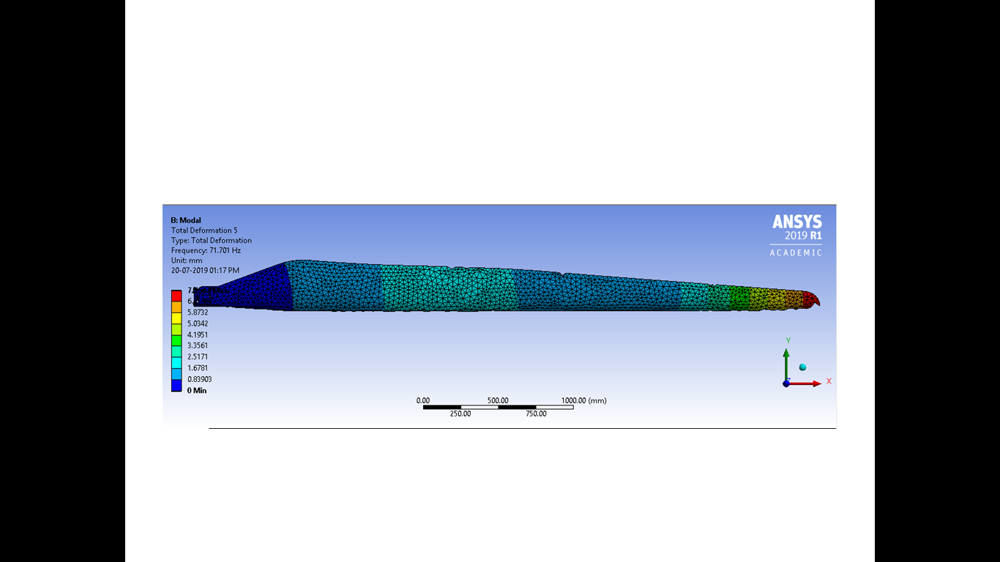 B: Modal
Total Deformation 5
Type: Total Deformation
Frequency: 71.701 Hz
Unit: mm
20-07-2019 01:17 PM
ANSYS
2019 R1
ACADEMIC
5.8732
5.0342
4.1951
3.3561
2.5171
1.6781
0.83903
0 Min
Y
X
0.00 500.00 1000.00 (mm)
250.00 750.00